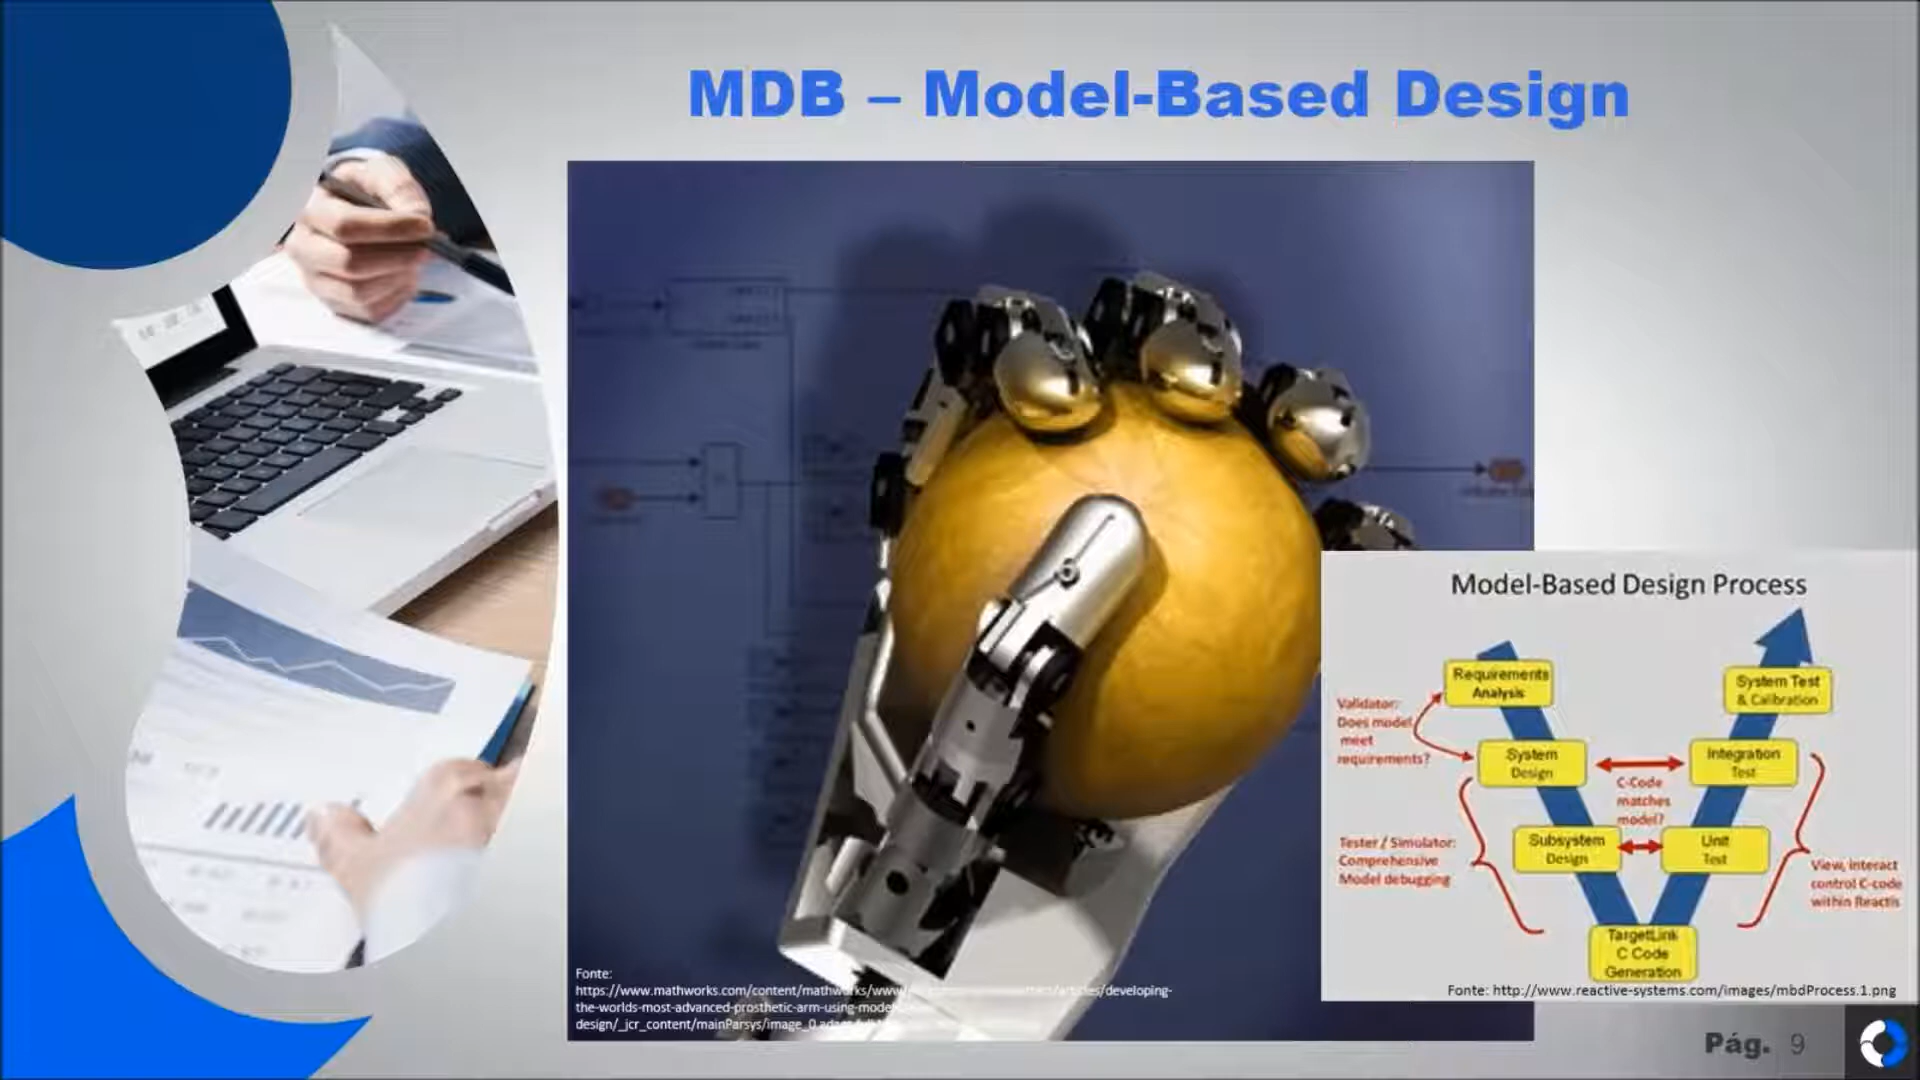 MDB – Model-Based Design
Model-Based Design Process
Requirements
Analysis
System Test
& Calibration
Validator:
Does model
meet
requirements?
System
Design
Integration
Test
C-Code
matches
model?
Subsystem
Design
Unit
Test
Tester / Simulator:
Comprehensive
Model debugging
View, interact
control C-code
within Reactis
TargetLink
C Code
Generation
Fonte: http://www.reactive-systems.com/images/mbdProcess.1.png
Fonte:
https://www.mathworks.com/content/mathworks/www/
the-worlds-most-advanced-prosthetic-arm-using-model
design/_jcr_content/mainParsys/image_0
Pág. 9